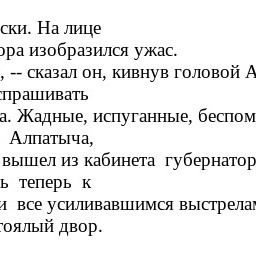 ски. На лице
ора изобразился ужас.
, -- сказал он, кивнув головой А
спрашивать
а. Жадные, испуганные, беспом
Алпатыча,
вышел из кабинета губернатор
ь теперь к
и все усиливавшимся выстрелам
тоялый двор.